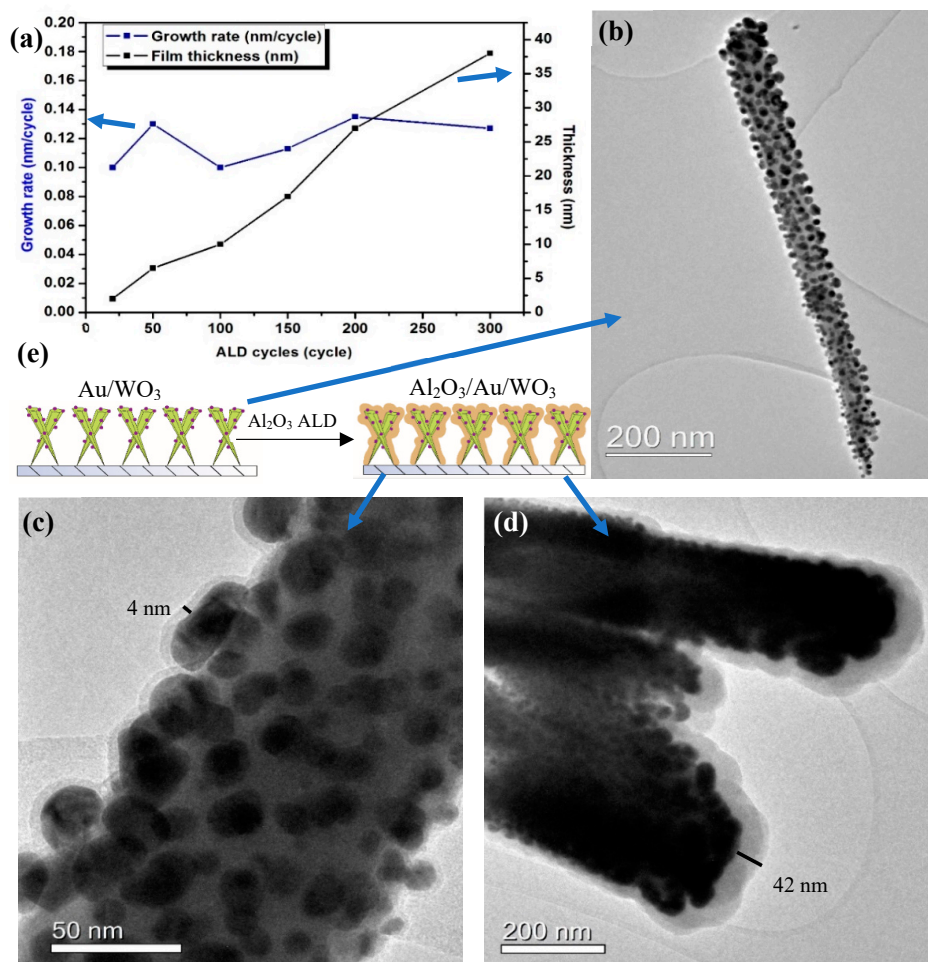 (a)
0.20
0.18
0.16
0.14
0.12
0.10
0.08
0.06
0.04
0.02
0.00
Growth rate (nm/cycle)
Growth rate (nm/cycle)
Film thickness (nm)
40
35
30
25
20
15
10
5
0
Thickness
(nm)
0 50 100 150 200 250 300
ALD cycles (cycle)
(b)
200 nm
(e)
Au/WO₃
Al₂O₃ ALD
Al₂O₃/Au/WO₃
(c)
4 nm
50 nm
(d)
42 nm
200 nm